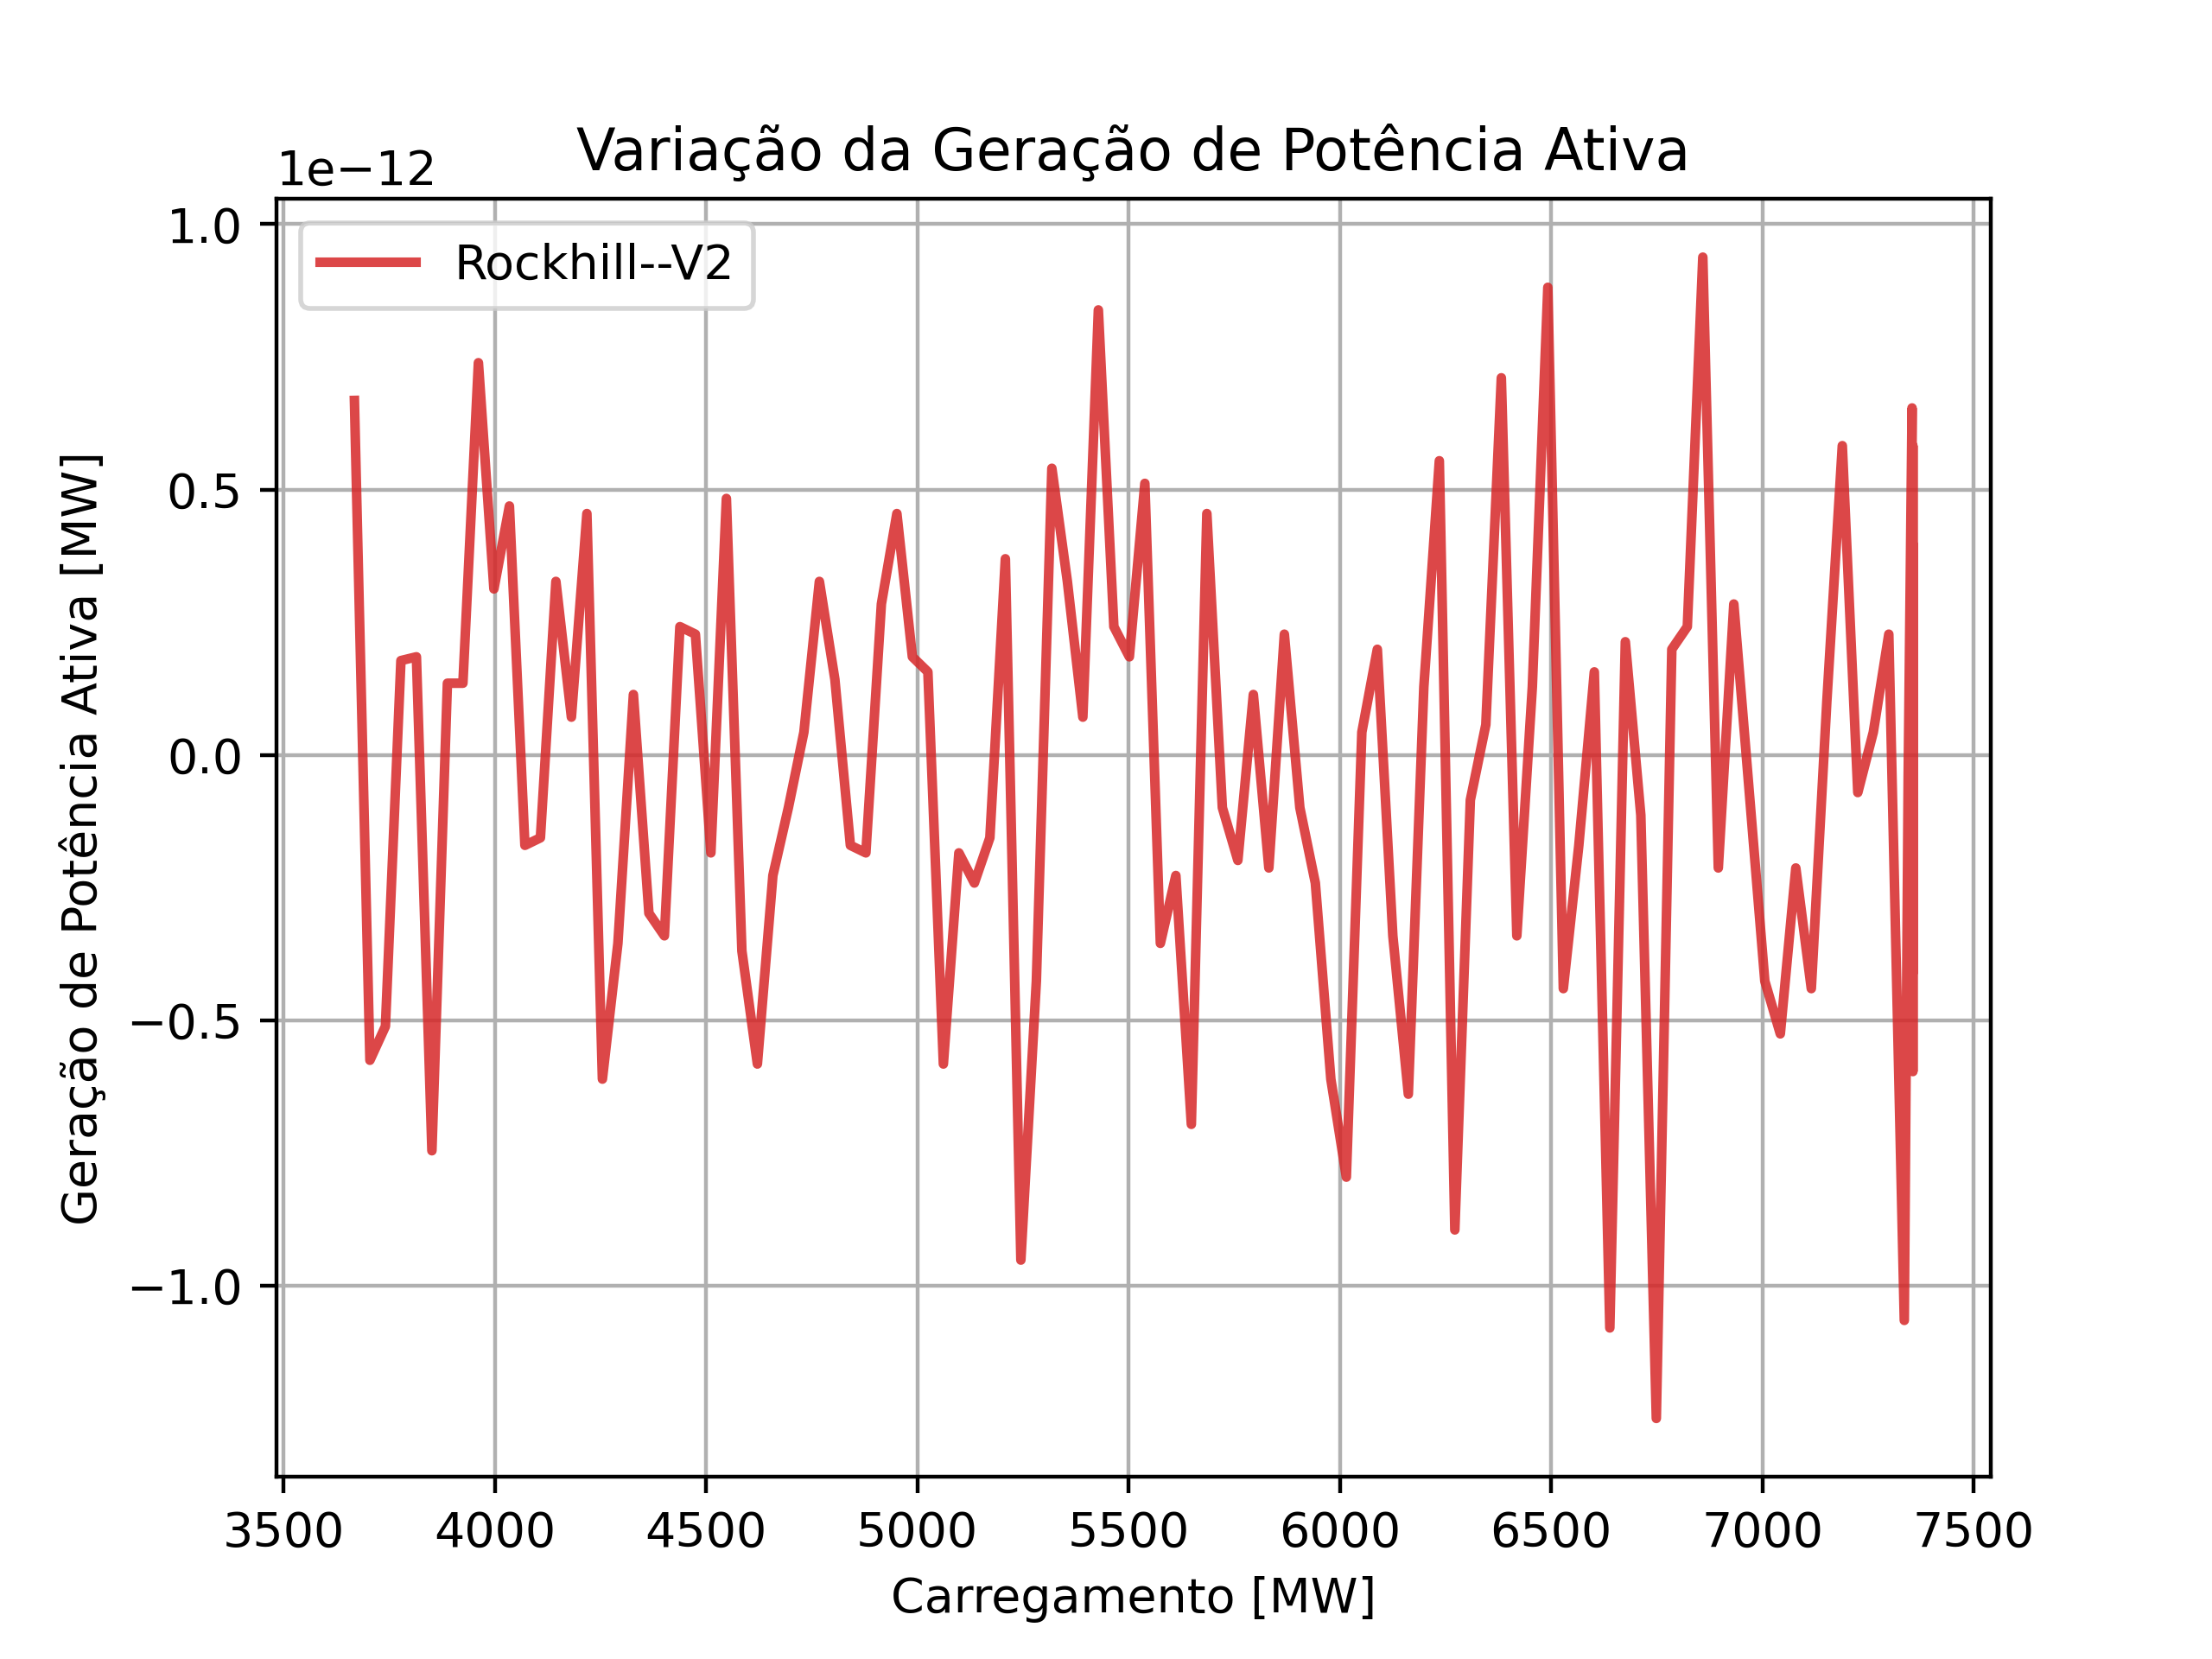 Variação da Geração de Potência Ativa
1e−12
Rockhill--V2
1.0
0.5
0.0
−0.5
−1.0
Geração de Potência Ativa [MW]
3500 4000 4500 5000 5500 6000 6500 7000 7500
Carregamento [MW]